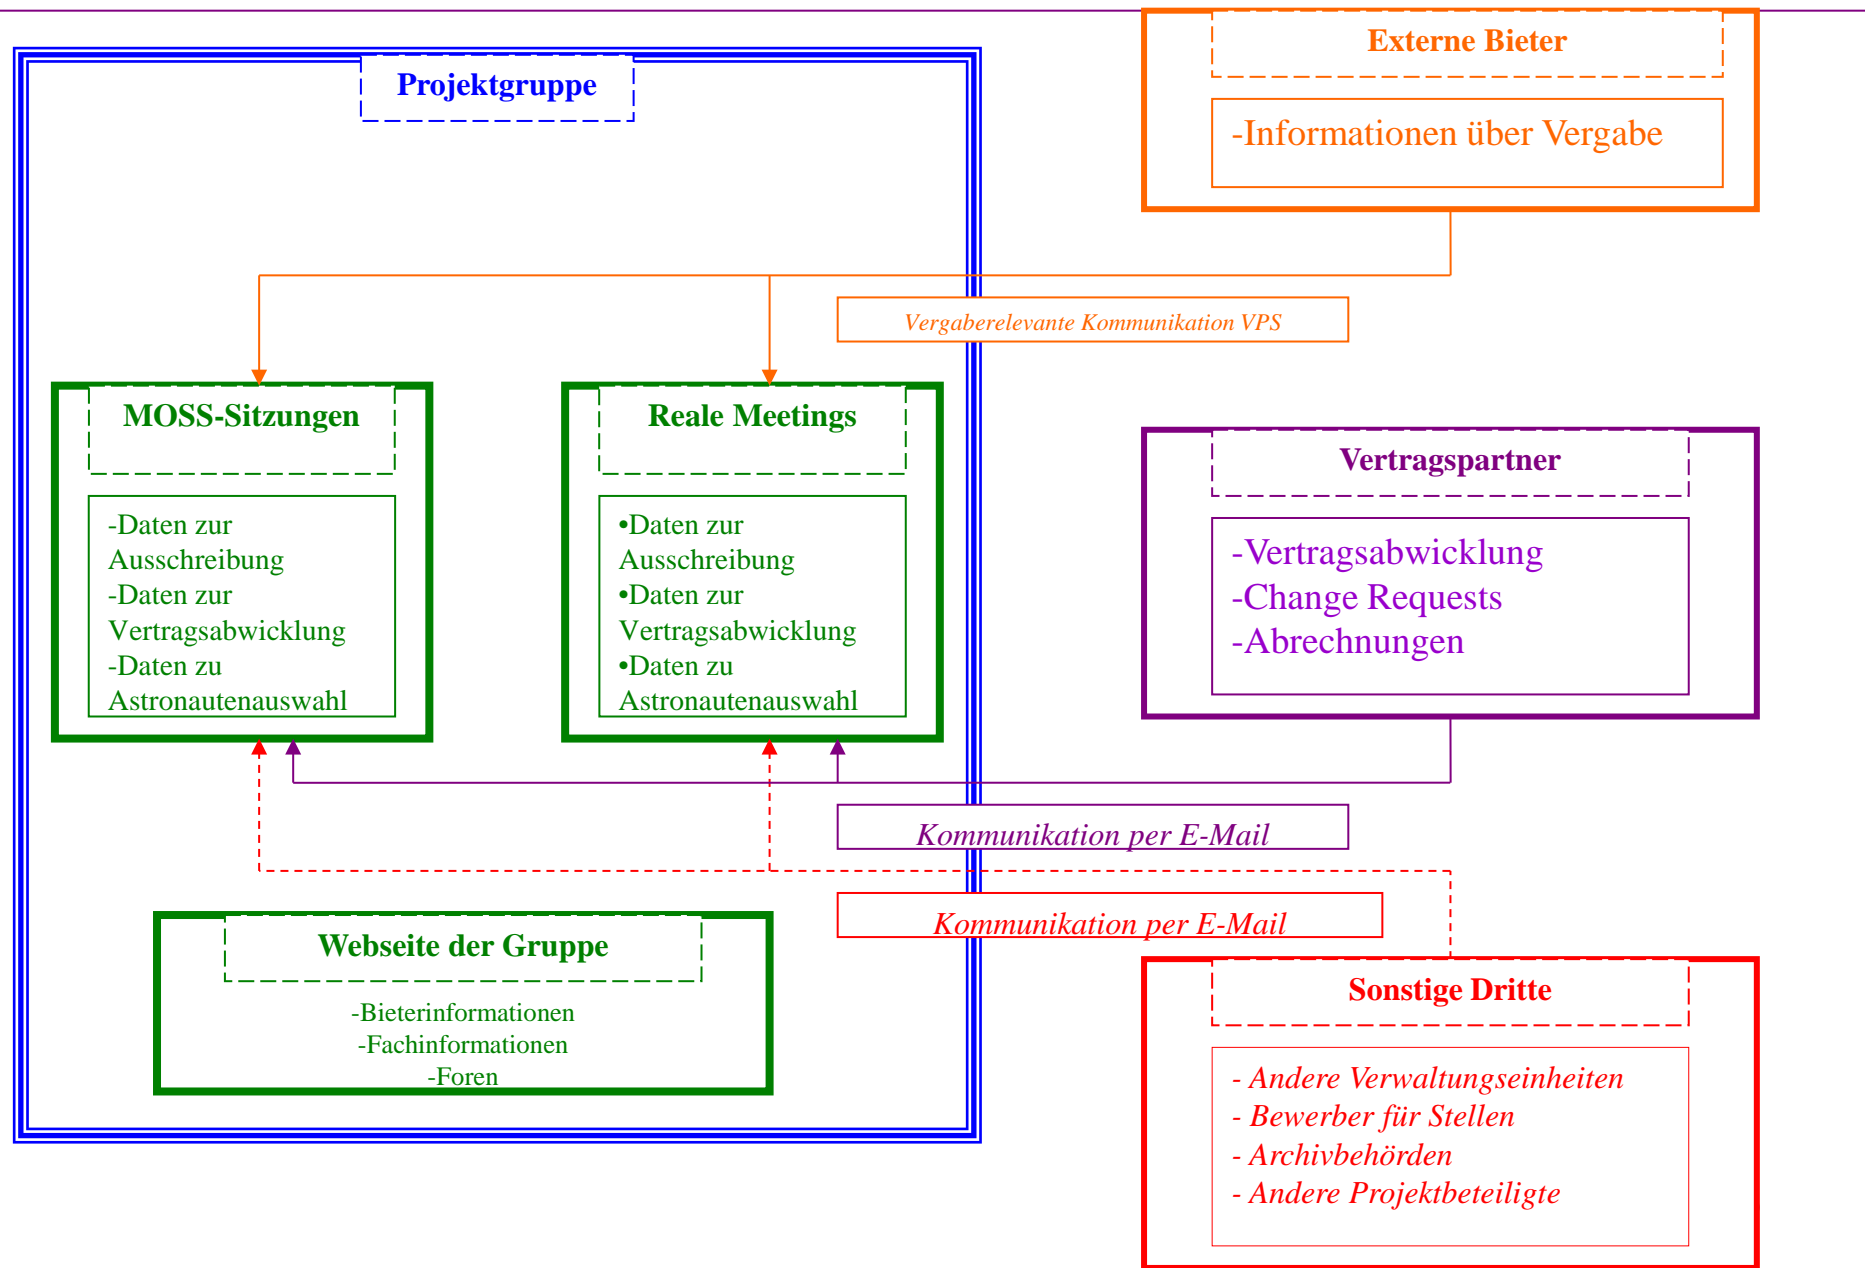 Externe Bieter
-Informationen über Vergabe
Projektgruppe
Vergaberelevante Kommunikation VPS
MOSS-Sitzungen
-Daten zur
Ausschreibung
-Daten zur
Vertragsabwicklung
-Daten zu
Astronautenauswahl
Reale Meetings
•Daten zur
Ausschreibung
•Daten zur
Vertragsabwicklung
•Daten zu
Astronautenauswahl
Vertragspartner
-Vertragsabwicklung
-Change Requests
-Abrechnungen
Kommunikation per E-Mail
Kommunikation per E-Mail
Webseite der Gruppe
-Bieterinformationen
-Fachinformationen
-Foren
Sonstige Dritte
- Andere Verwaltungseinheiten
- Bewerber für Stellen
- Archivbehörden
- Andere Projektbeteiligte